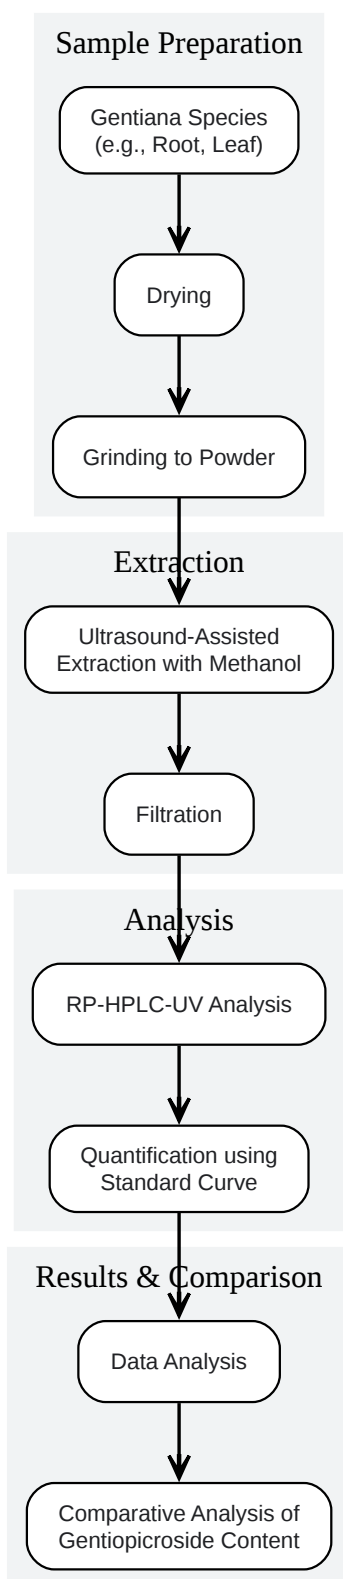 Sample Preparation
Gentiana Species
(e.g., Root, Leaf)
Drying
Grinding to Powder
Extraction
Ultrasound-Assisted
Extraction with Methanol
Filtration
Analysis
RP-HPLC-UV Analysis
Quantification using
Standard Curve
Results & Comparison
Data Analysis
Comparative Analysis of
Gentiopicroside Content